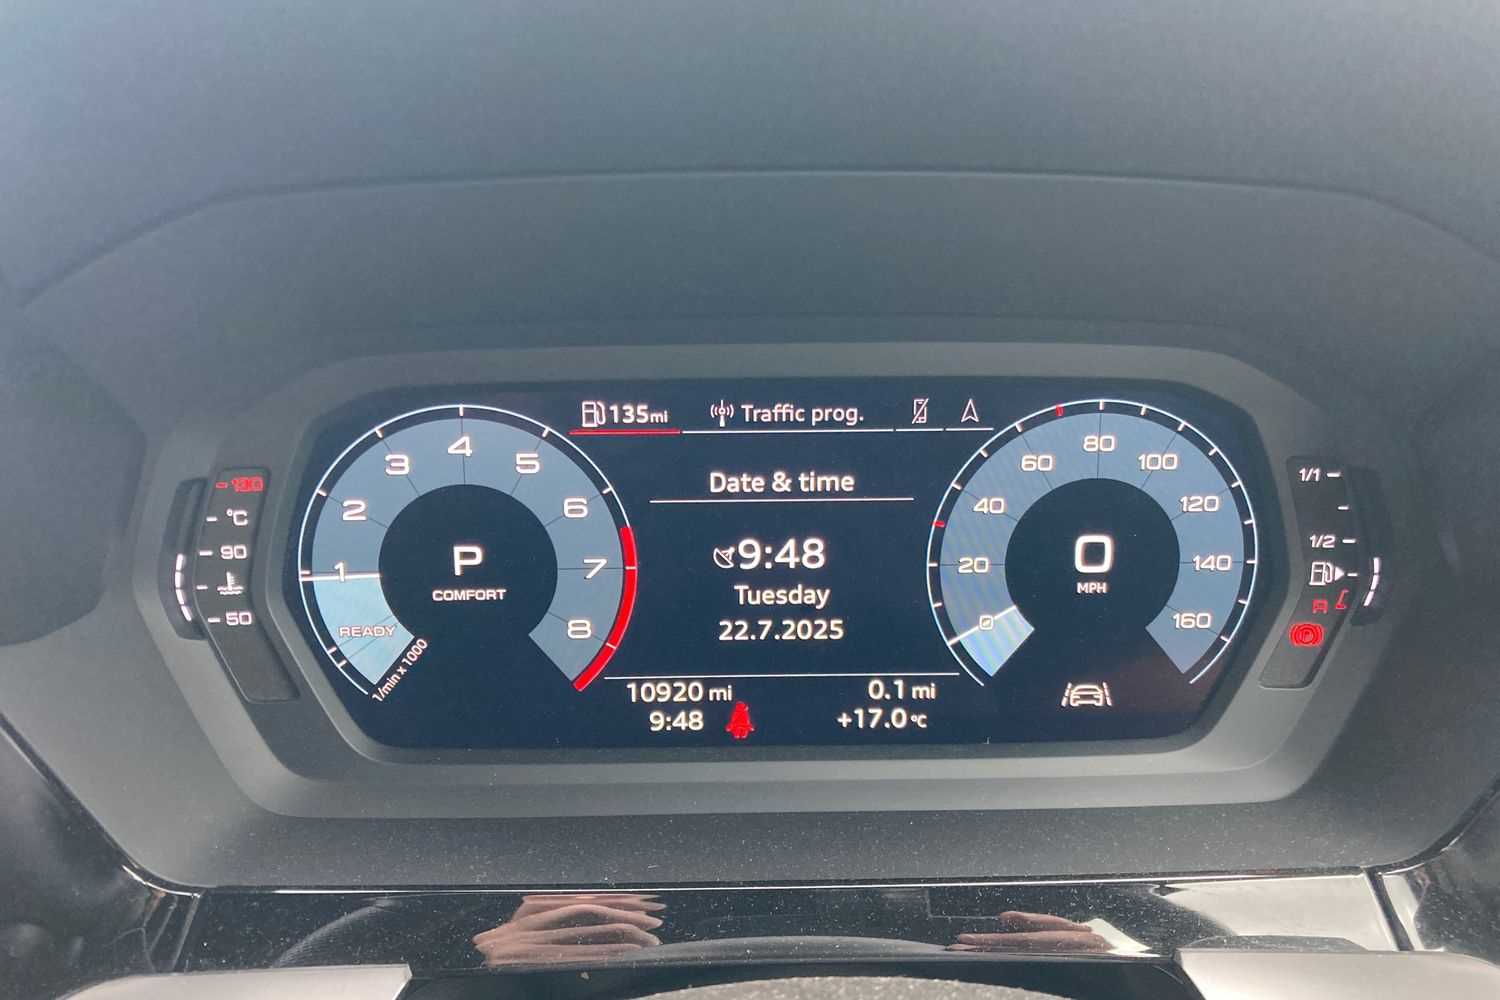 135 mi
Traffic prog.
Date & time
9:48
Tuesday
22.7.2025
10920 mi
0.1 mi
9:48
+17.0 °C
1
2
3
4
5
6
7
8
READY
1/min x 1000
P
COMFORT
0
20
40
60
80
100
120
140
160
0
MPH
130
°C
90
50
1/1
1/2
R
P